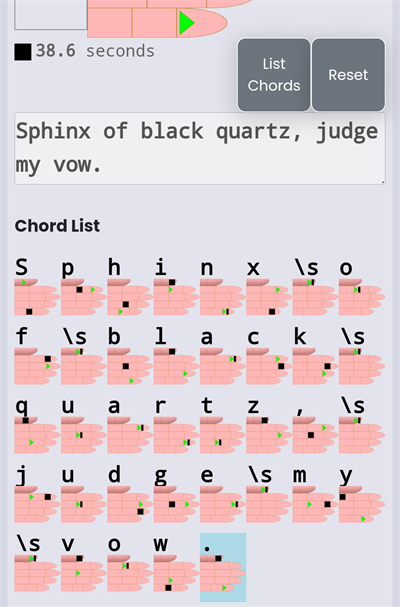 38.6 seconds
List Chords
Reset
Sphinx of black quartz, judge
my vow.
Chord List
S p h i n x \s o
f \s b l a c k \s
q u a r t z , \s
j u d g e \s m y
\s v o w .